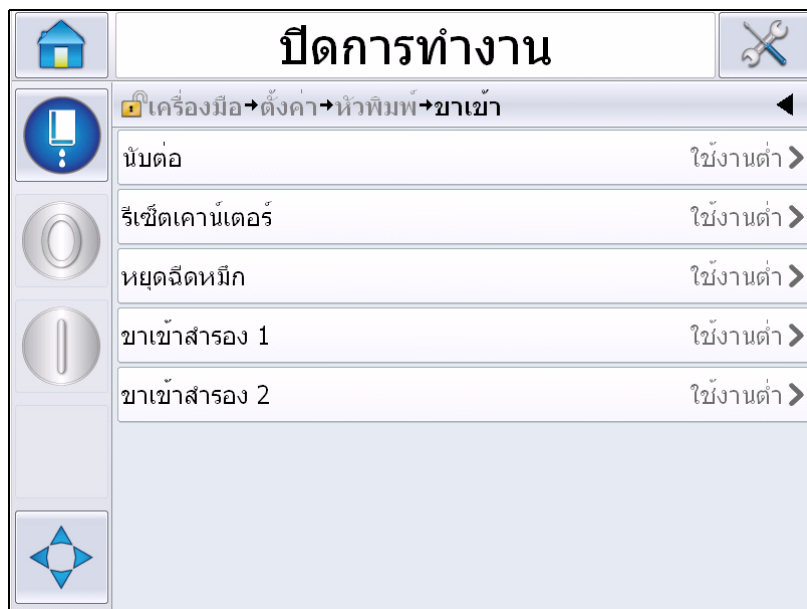 ปิดการทำงาน
เครื่องมือ→ตั้งค่า→หัวพิมพ์→ขาเข้า
นับต่อ ใช้งานต่ำ
รีเซ็ตเคาน์เตอร์ ใช้งานต่ำ
หยุดฉีดหมึก ใช้งานต่ำ
ขาเข้าสำรอง 1 ใช้งานต่ำ
ขาเข้าสำรอง 2 ใช้งานต่ำ